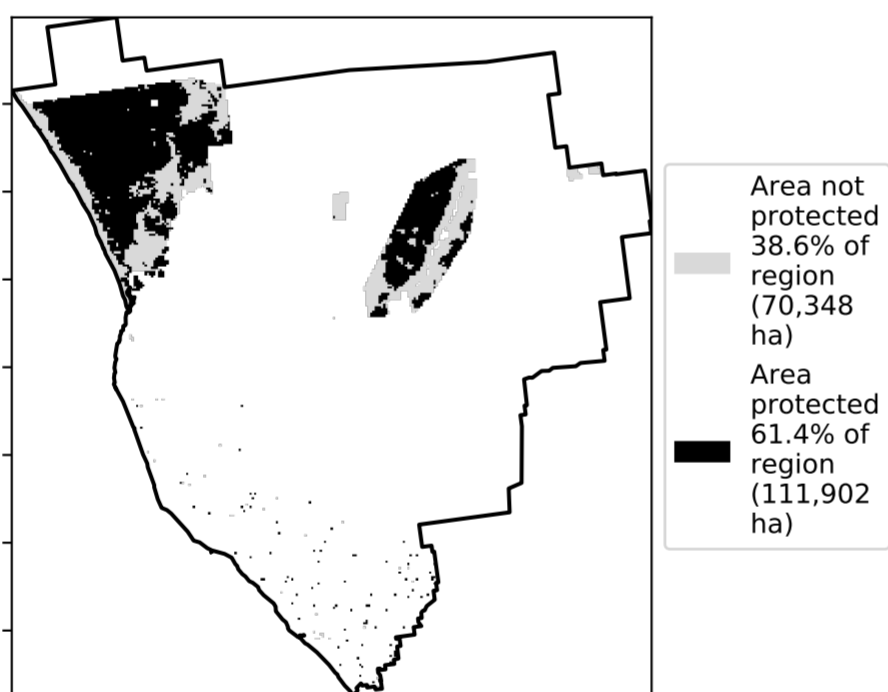 Area not
protected
38.6% of
region
(70,348
ha)
Area
protected
61.4% of
region
(111,902
ha)